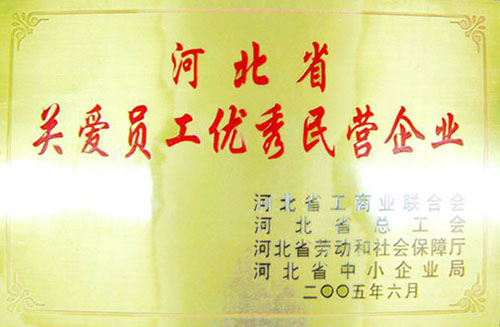 河北省
关爱员工优秀民营企业
河北省工商业联合会
河北省总工会
河北省劳动和社会保障厅
河北省中小企业局
二〇〇五年六月